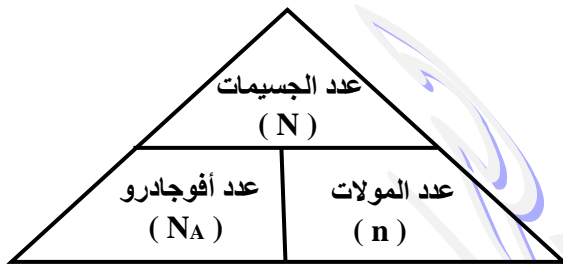 عدد الجسيمات
( N )
عدد المولات
( n )
عدد أفوجادرو
( NA )